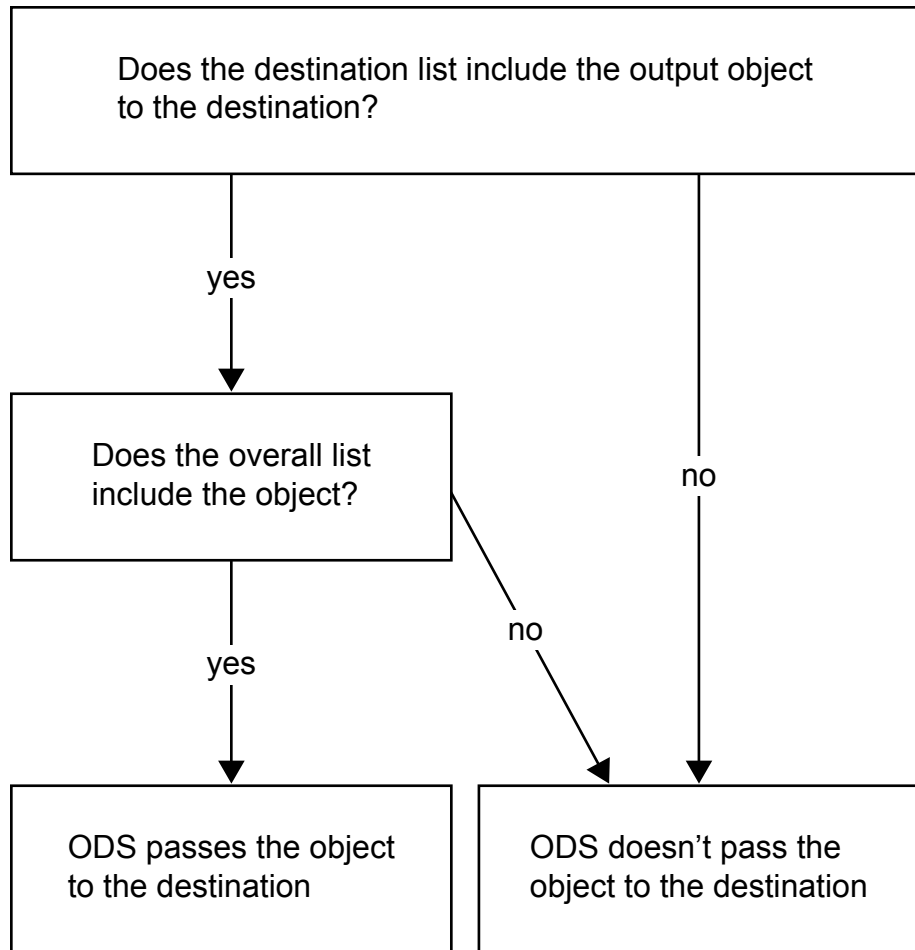 Does the destination list include the output object
to the destination?
yes
no
Does the overall list
include the object?
no
yes
ODS passes the object
to the destination
ODS doesn't pass the
object to the destination